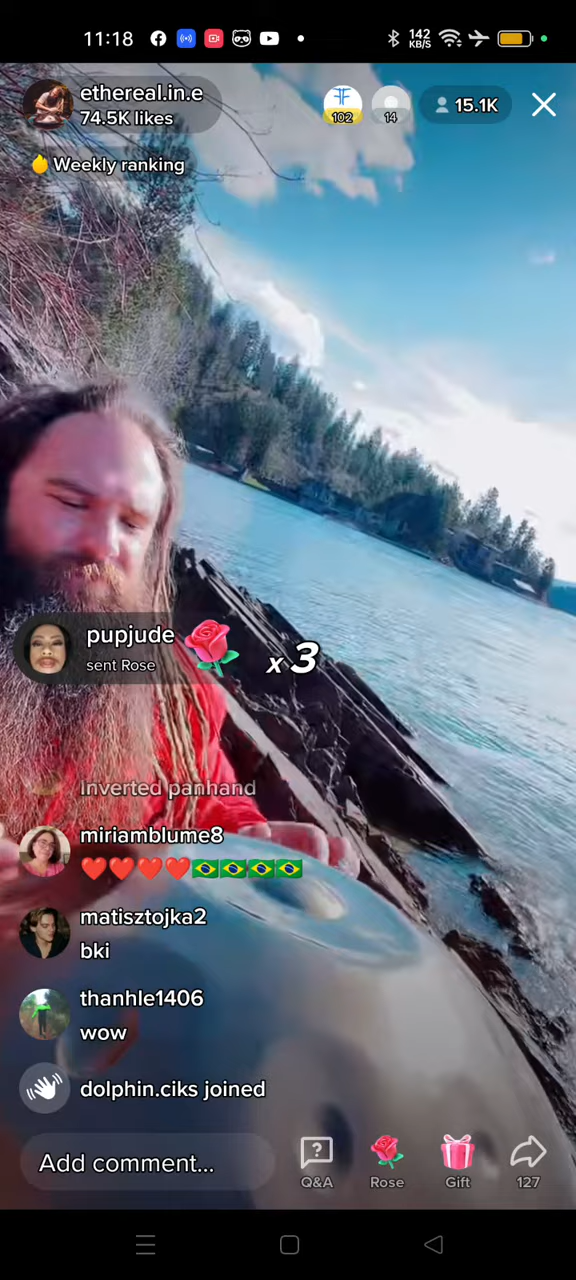 11:18
142
KB/S
ethereal.in.e
74.5K likes
102
14
15.1K
Weekly ranking
pupjude
sent Rose
x 3
Inverted panhand
miriamblume8
matisztojka2
bki
thanhle1406
wow
dolphin.ciks joined
Add comment...
Q&A
Rose
Gift
127